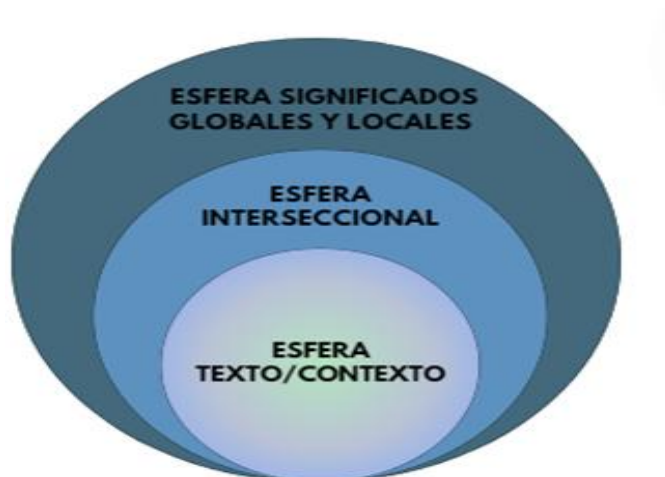 ESFERA SIGNIFICADOS
GLOBALES Y LOCALES
ESFERA
INTERSECCIONAL
ESFERA
TEXTO/CONTEXTO